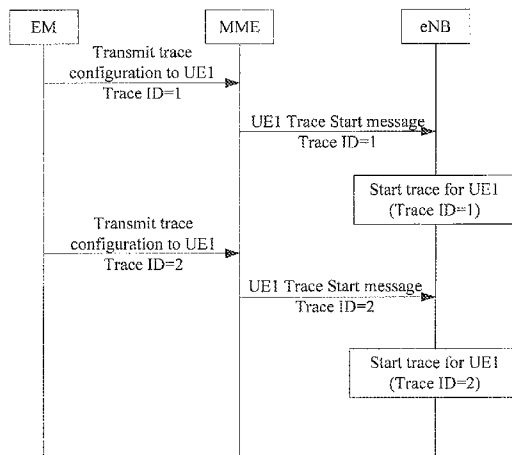 EM
MME
eNB
Transmit trace
configuration to UE1
Trace ID=1
UE1 Trace Start message
Trace ID=1
Start trace for UE1
(Trace ID=1)
Transmit trace
configuration to UE1
Trace ID=2
UE1 Trace Start message
Trace ID=2
Start trace for UE1
(Trace ID=2)